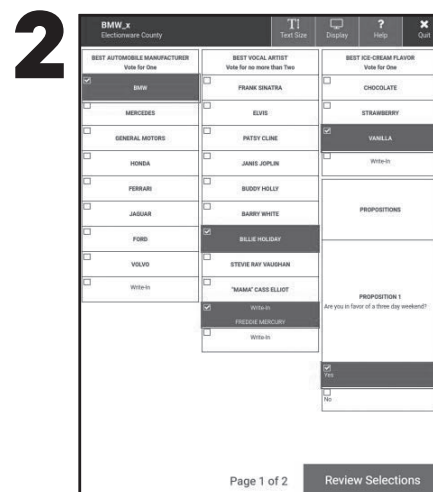 2
BMW_x
Electionware County
T!
Text Size
Display
?
Help
X
Quit
BEST AUTOMOBILE MANUFACTURER
Vote for One
BMW
MERCEDES
GENERAL MOTORS
HONDA
FERRARI
JAGUAR
FORD
VOLVO
Write-in
BEST VOCAL ARTIST
Vote for no more than Two
FRANK SINATRA
ELVIS
PATSY CLINE
JANIS JOPLIN
BUDDY HOLLY
BARRY WHITE
BILLIE HOLIDAY
STEVIE RAY VAUGHAN
"MAMA" CASS ELLIOT
Write-in
FREDDIE MERCURY
Write-in
BEST ICE-CREAM FLAVOR
Vote for One
CHOCOLATE
STRAWBERRY
VANILLA
Write-in
PROPOSITIONS
PROPOSITION 1
Are you in favor of a three day weekend?
Yes
No
Page 1 of 2
Review Selections